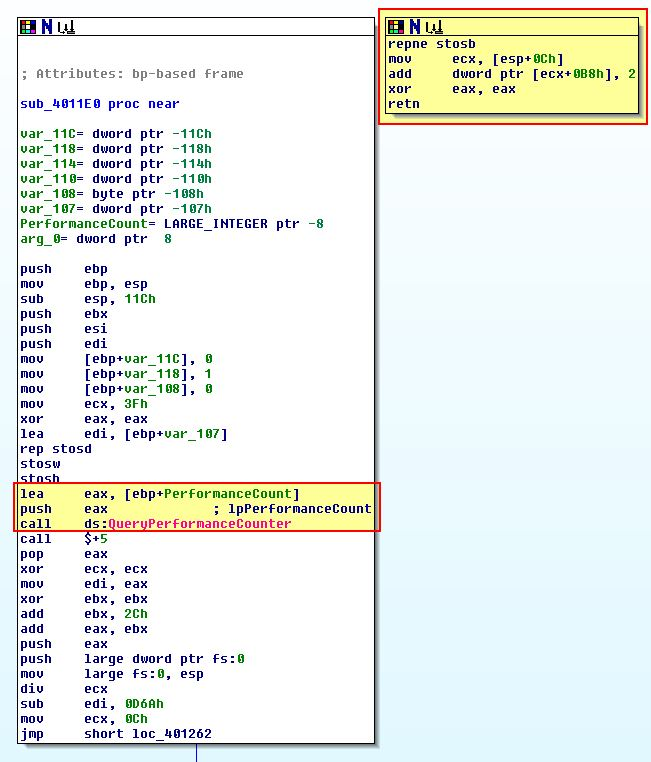 ; Attributes: bp-based frame
sub_4011E0 proc near
var_11C= dword ptr -11Ch
var_118= dword ptr -118h
var_114= dword ptr -114h
var_110= dword ptr -110h
var_108= byte ptr -108h
var_107= dword ptr -107h
PerformanceCount= LARGE_INTEGER ptr -8
arg_0= dword ptr  8
push    ebp
mov     ebp, esp
sub     esp, 11Ch
push    ebx
push    esi
push    edi
mov     [ebp+var_11C], 0
mov     [ebp+var_118], 1
mov     [ebp+var_108], 0
mov     ecx, 3Fh
xor     eax, eax
lea     edi, [ebp+var_107]
rep stosd
stosw
stosb
lea     eax, [ebp+PerformanceCount]
push    eax             ; lpPerformanceCount
call    ds:QueryPerformanceCounter
call    $+5
pop     eax
xor     ecx, ecx
mov     edi, eax
xor     ebx, ebx
add     ebx, 2Ch
add     eax, ebx
push    eax
push    large dword ptr fs:0
mov     large fs:0, esp
div     ecx
sub     edi, 0D6Ah
mov     ecx, 0Ch
jmp     short loc_401262
repne stosb
mov     ecx, [esp+0Ch]
add     dword ptr [ecx+0B8h], 2
xor     eax, eax
retn